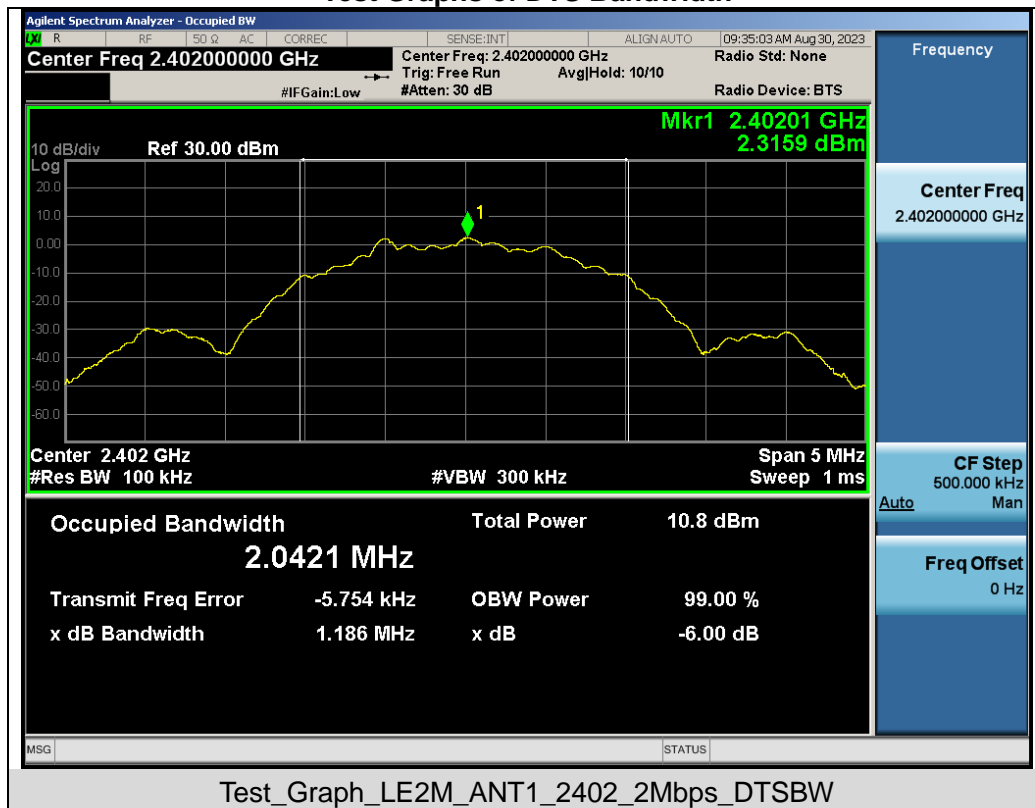 Agilent Spectrum Analyzer - Occupied BW
LXI R RF 50 Ω AC CORREC SENSE:INT ALIGN AUTO 09:35:03 AM Aug 30, 2023
Center Freq 2.402000000 GHz
Center Freq: 2.402000000 GHz
Radio Std: None
Trig: Free Run Avg|Hold: 10/10
#IFGain:Low #Atten: 30 dB Radio Device: BTS
Mkr1 2.40201 GHz
2.3159 dBm
10 dB/div Ref 30.00 dBm
Log
20.0
10.0
0.00
-10.0
-20.0
-30.0
-40.0
-50.0
-60.0
1
Center 2.402 GHz Span 5 MHz
#Res BW 100 kHz #VBW 300 kHz Sweep 1 ms
Occupied Bandwidth Total Power 10.8 dBm
2.0421 MHz
Transmit Freq Error -5.754 kHz OBW Power 99.00 %
x dB Bandwidth 1.186 MHz x dB -6.00 dB
MSG STATUS
Frequency
Center Freq
2.402000000 GHz
CF Step
500.000 kHz
Auto Man
Freq Offset
0 Hz
Test_Graph_LE2M_ANT1_2402_2Mbps_DTSBW